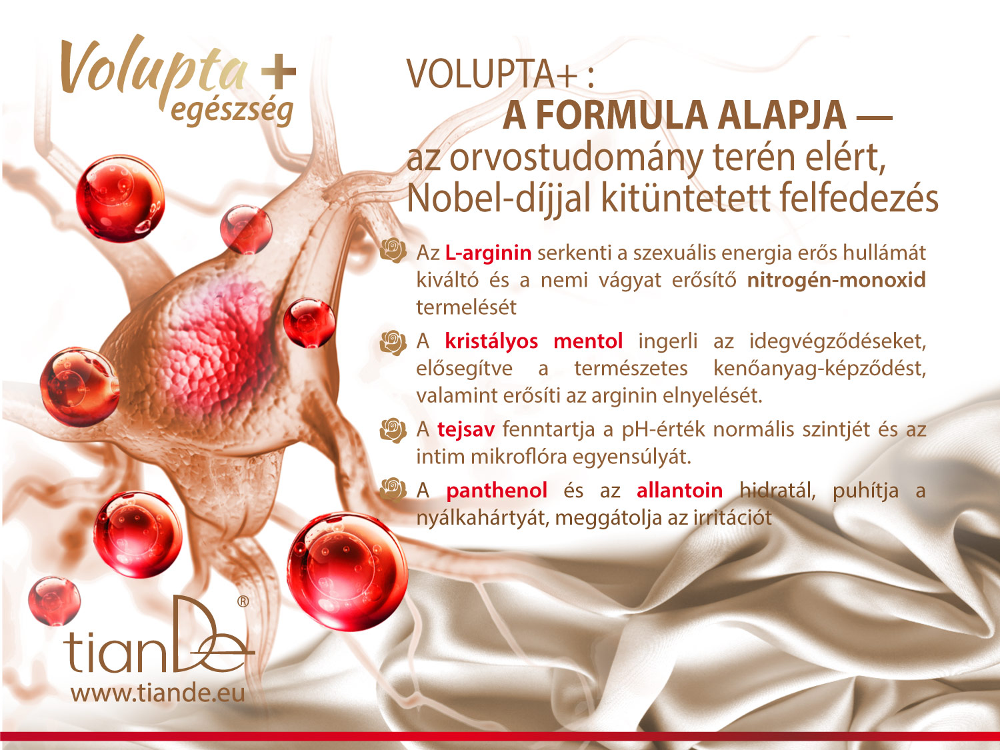 Volupta +
egészség
VOLUPTA+ :
A FORMULA ALAPJA —
az orvostudomány terén elért,
Nobel-díjjal kitüntetett felfedezés
Az L-arginin serkenti a szexuális energia erős hullámát
kiváltó és a nemi vágyat erősítő nitrogén-monoxid
termelését
A kristályos mentol ingerli az idegvégződéseket,
elősegítve a természetes kenőanyag-képződést,
valamint erősíti az arginin elnyelését.
A tejsav fenntartja a pH-érték normális szintjét és az
intim mikroflóra egyensúlyát.
A panthenol és az allantoin hidratál, puhítja a
nyálkahártyát, meggátolja az irritációt
tianDe®
www.tiande.eu